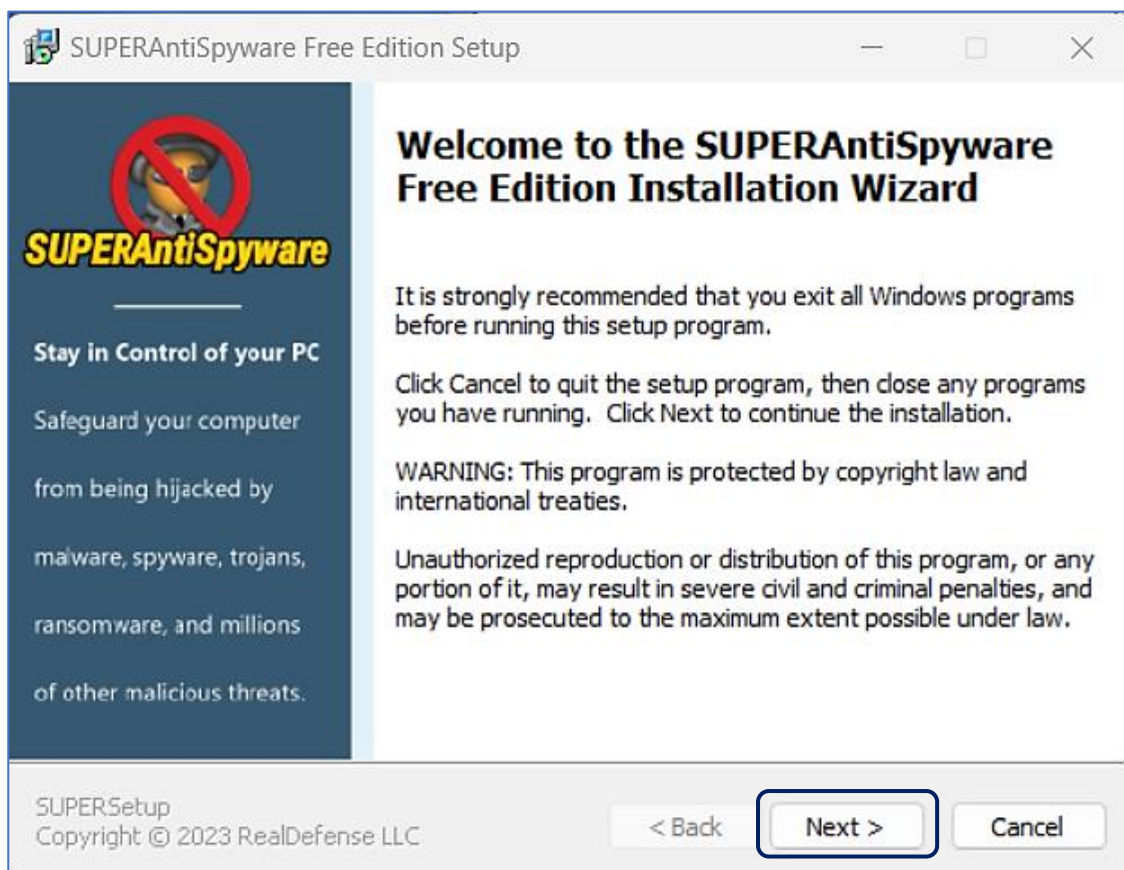 SUPERAntiSpyware Free Edition Setup
SUPERAntiSpyware
Stay in Control of your PC
Safeguard your computer
from being hijacked by
malware, spyware, trojans,
ransomware, and millions
of other malicious threats.
Welcome to the SUPERAntiSpyware
Free Edition Installation Wizard
It is strongly recommended that you exit all Windows programs
before running this setup program.
Click Cancel to quit the setup program, then close any programs
you have running.  Click Next to continue the installation.
WARNING: This program is protected by copyright law and
international treaties.
Unauthorized reproduction or distribution of this program, or any
portion of it, may result in severe civil and criminal penalties, and
may be prosecuted to the maximum extent possible under law.
SUPERSetup
Copyright © 2023 RealDefense LLC
< Back
Next >
Cancel